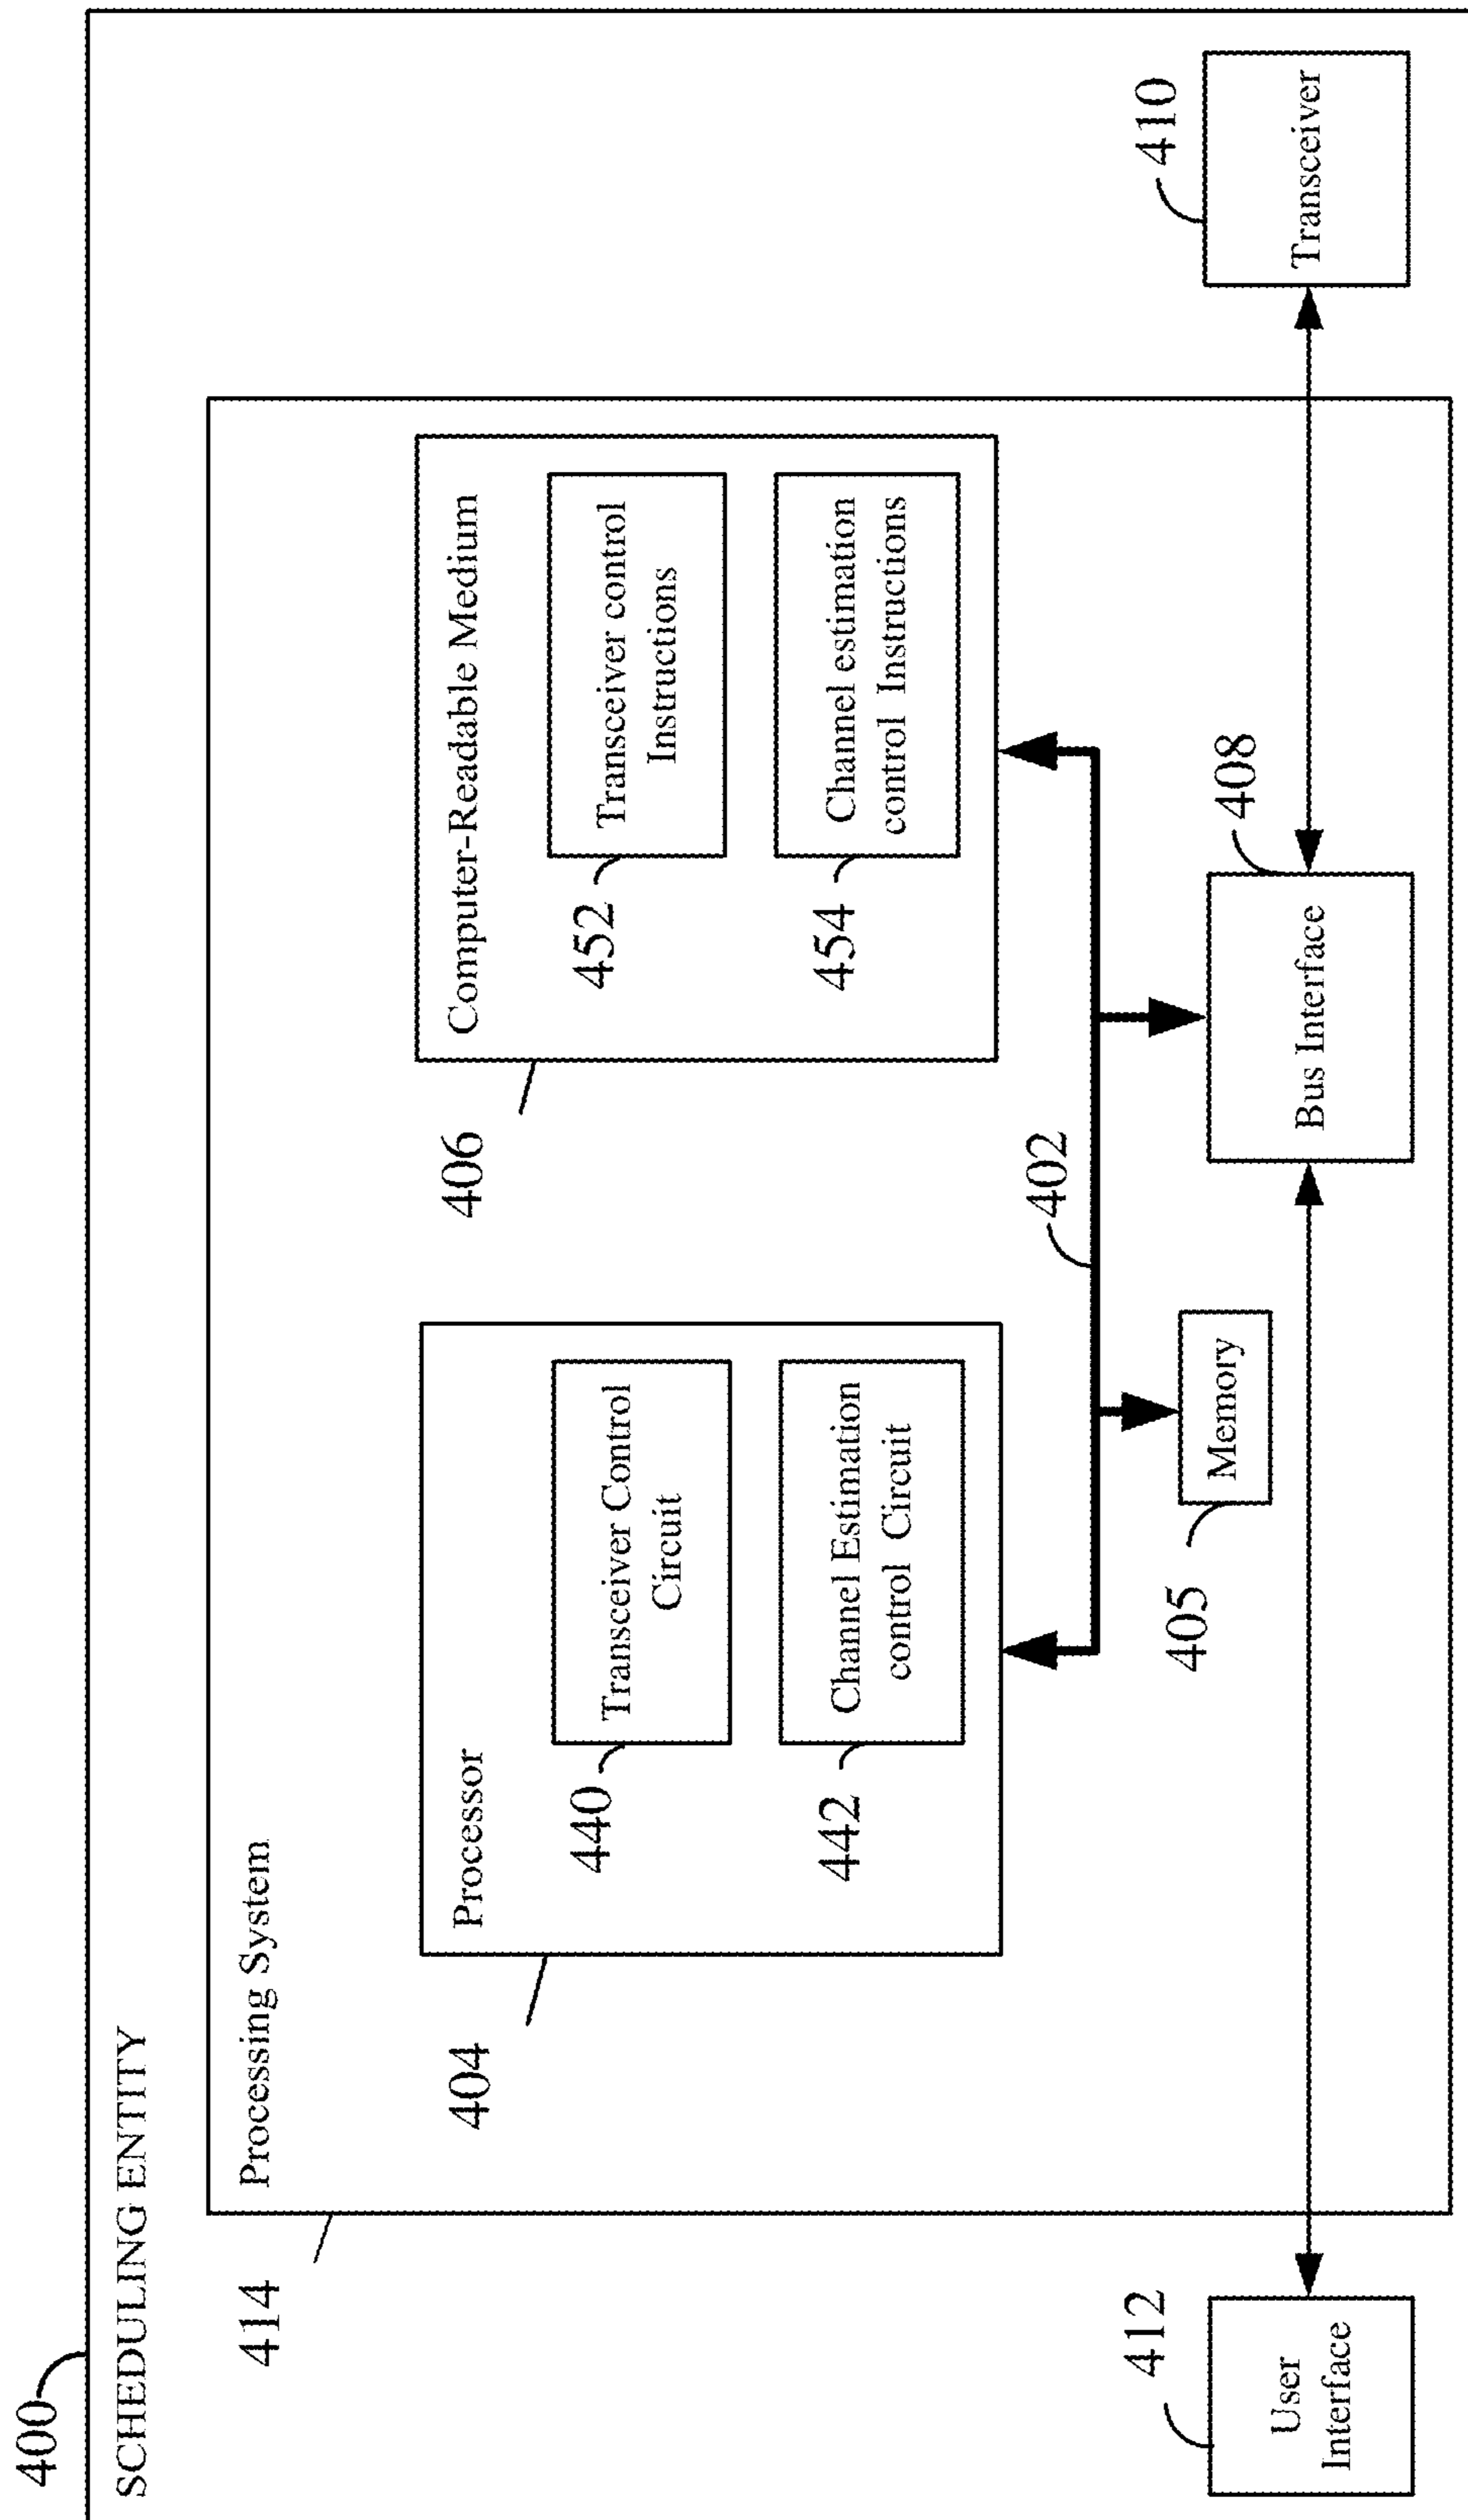 400
SCHEDULING ENTITY
414
Processing System
404
Processor
440
Transceiver Control
Circuit
442
Channel Estimation
control Circuit
406
Computer-Readable Medium
452
Transceiver control
Instructions
454
Channel estimation
control Instructions
402
405
Memory
408
Bus Interface
412
User
Interface
410
Transceiver